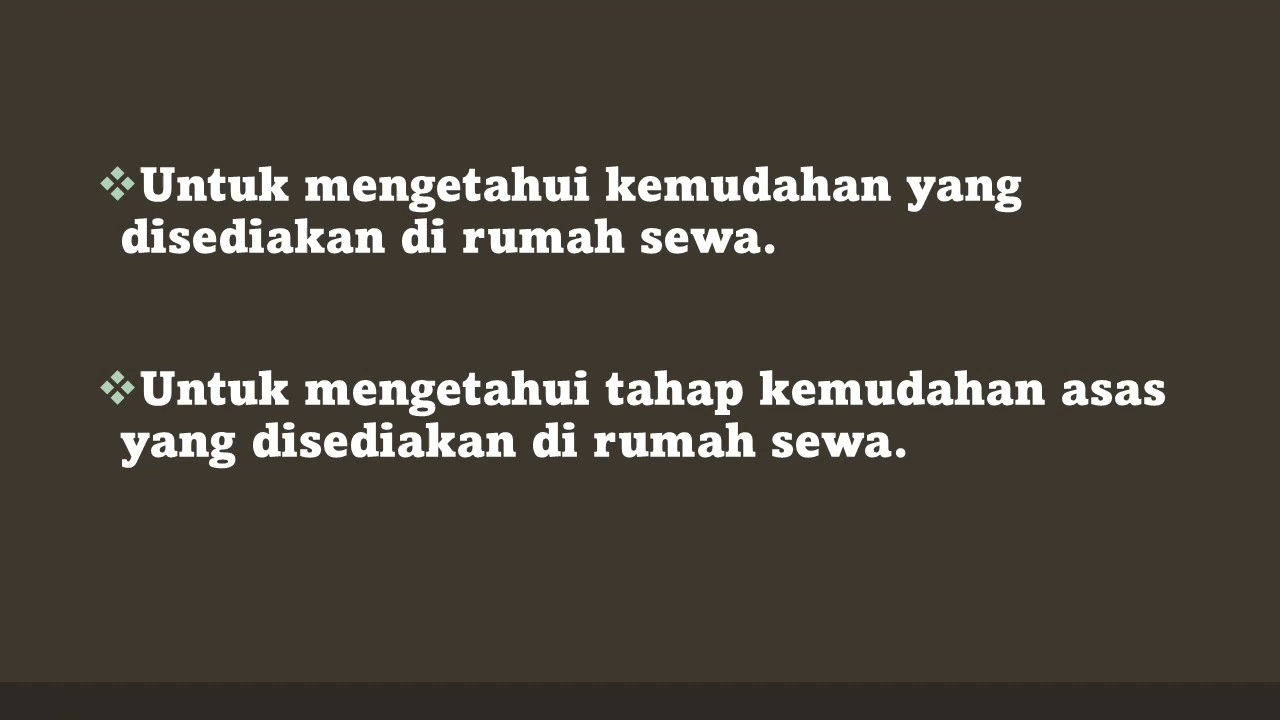 ❖Untuk mengetahui kemudahan yang
disediakan di rumah sewa.
❖Untuk mengetahui tahap kemudahan asas
yang disediakan di rumah sewa.